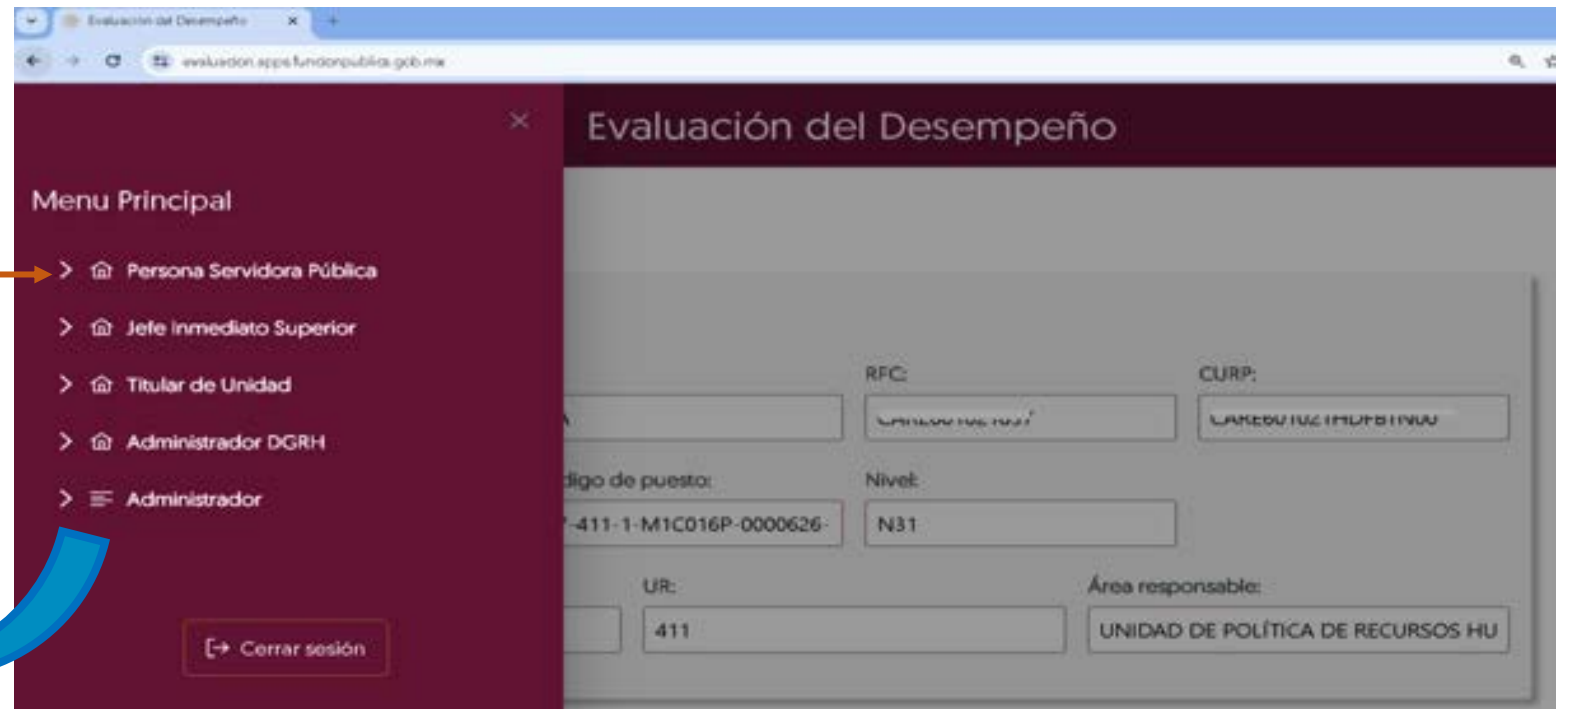 Evaluación del Desempeño
evaluacion.apps.funcionpublica.gob.mx
Evaluación del Desempeño
Menu Principal
Persona Servidora Pública
Jefe Inmediato Superior
Titular de Unidad
Administrador DGRH
Administrador
Cerrar sesión
RFC:
CURP:
digo de puesto:
Nivel:
-411-1-M1C016P-0000626-
N31
UR:
Área responsable:
411
UNIDAD DE POLÍTICA DE RECURSOS HU